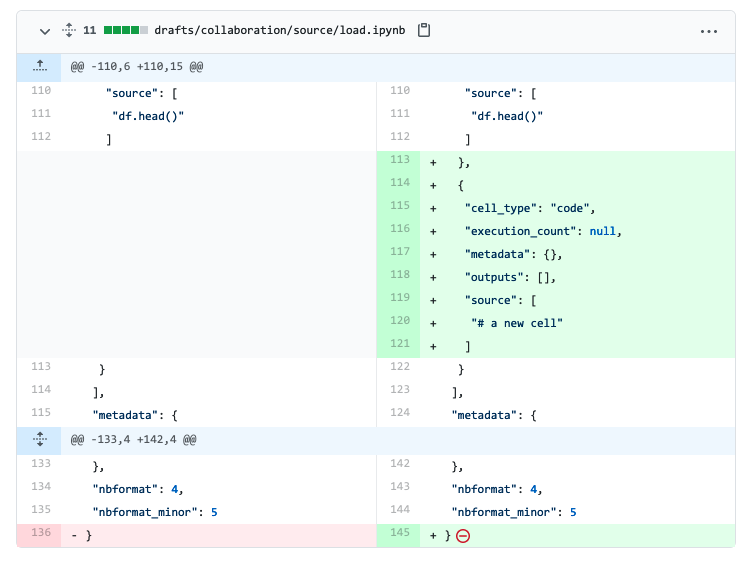 11 drafts/collaboration/source/load.ipynb
@@ -110,6 +110,15 @@
110 "source": [ 110 "source": [
111 "df.head()" 111 "df.head()"
112 ] 112 ]
113 + },
114 + {
115 + "cell_type": "code",
116 + "execution_count": null,
117 + "metadata": {},
118 + "outputs": [],
119 + "source": [
120 + "# a new cell"
121 + ]
113 } 122 }
114 ], 123 ],
115 "metadata": { 124 "metadata": {
@@ -133,4 +142,4 @@
133 }, 142 },
134 "nbformat": 4, 143 "nbformat": 4,
135 "nbformat_minor": 5 144 "nbformat_minor": 5
136 - } 145 + }